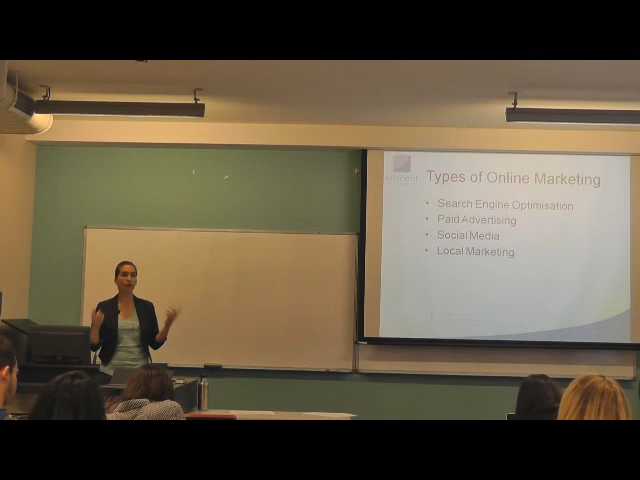 Types of Online Marketing
• Search Engine Optimisation
• Paid Advertising
• Social Media
• Local Marketing